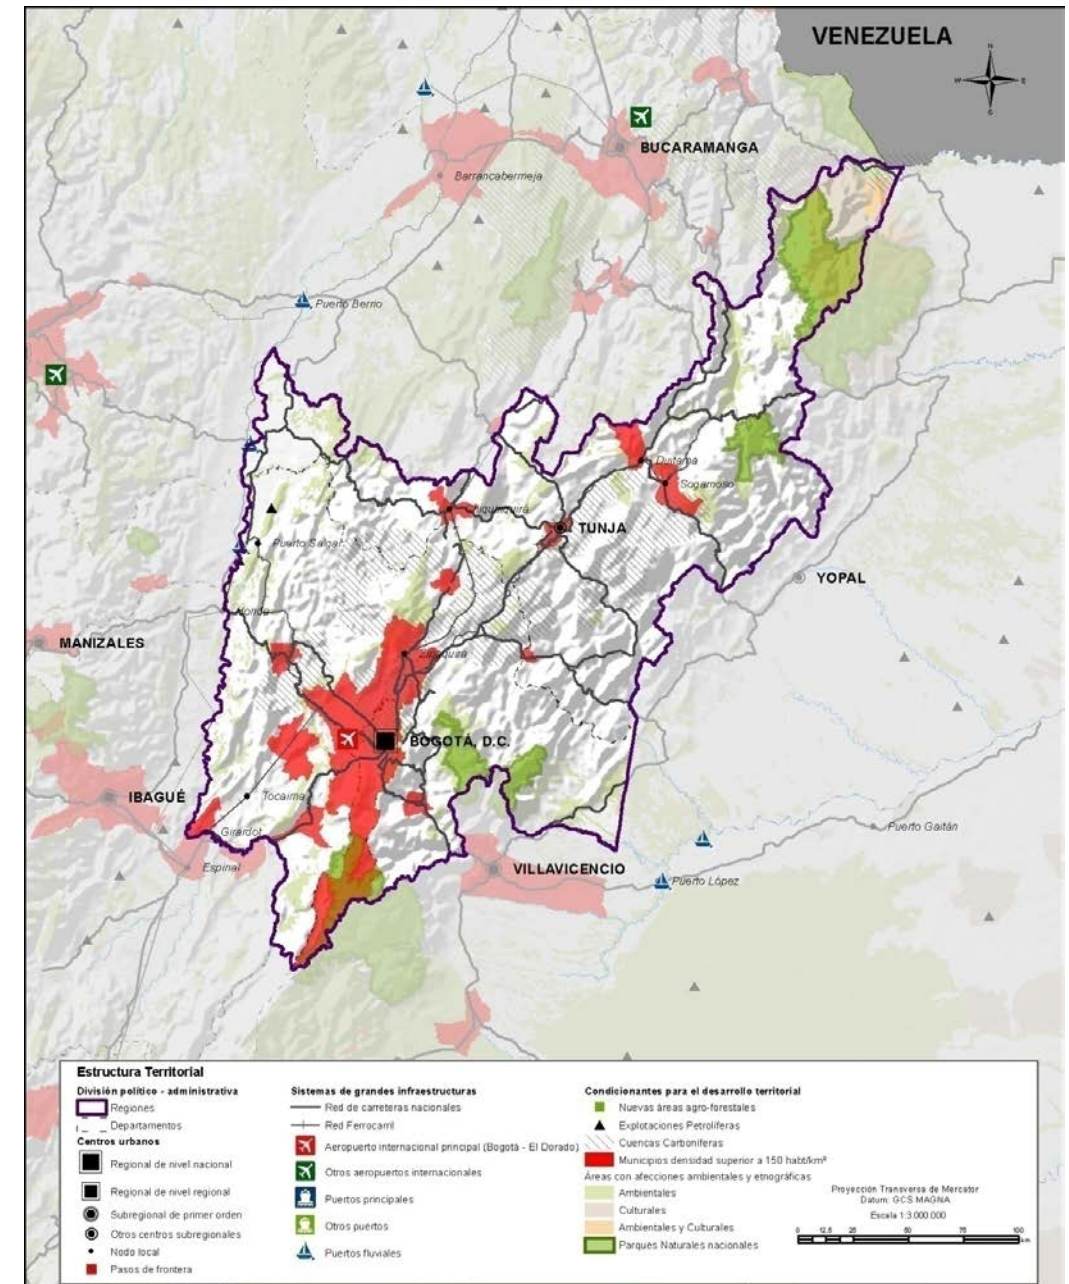 VENEZUELA
N
W
E
S
BUCARAMANGA
Barrancabermeja
Puerto Berrio
Duitama
Sogamoso
Chiquinquirá
TUNJA
Puerto Salgar
YOPAL
Honda
MANIZALES
Zipaquirá
BOGOTÁ, D.C.
IBAGUÉ
Tocaima
Girardot
Puerto Gaitán
Espinal
VILLAVICENCIO
Puerto López
Estructura Territorial
División político - administrativa
Regiones
Departamentos
Centros urbanos
Regional de nivel nacional
Regional de nivel regional
Subregional de primer orden
Otros centros subregionales
Nodo local
Pasos de frontera
Sistemas de grandes infraestructuras
Red de carreteras nacionales
Red Ferrocarril
Aeropuerto internacional principal (Bogotá - El Dorado)
Otros aeropuertos internacionales
Puertos principales
Otros puertos
Puertos fluviales
Condicionantes para el desarrollo territorial
Nuevas áreas agro-forestales
Explotaciones Petrolíferas
Cuencas Carboníferas
Municipios densidad superior a 150 habt/km²
Áreas con afecciones ambientales y etnográficas
Ambientales
Culturales
Ambientales y Culturales
Parques Naturales nacionales
Proyección Transversa de Mercator
Datum: GCS MAGNA
Escala 1:3 000 000
0 12,5 25 50 75 100
Km